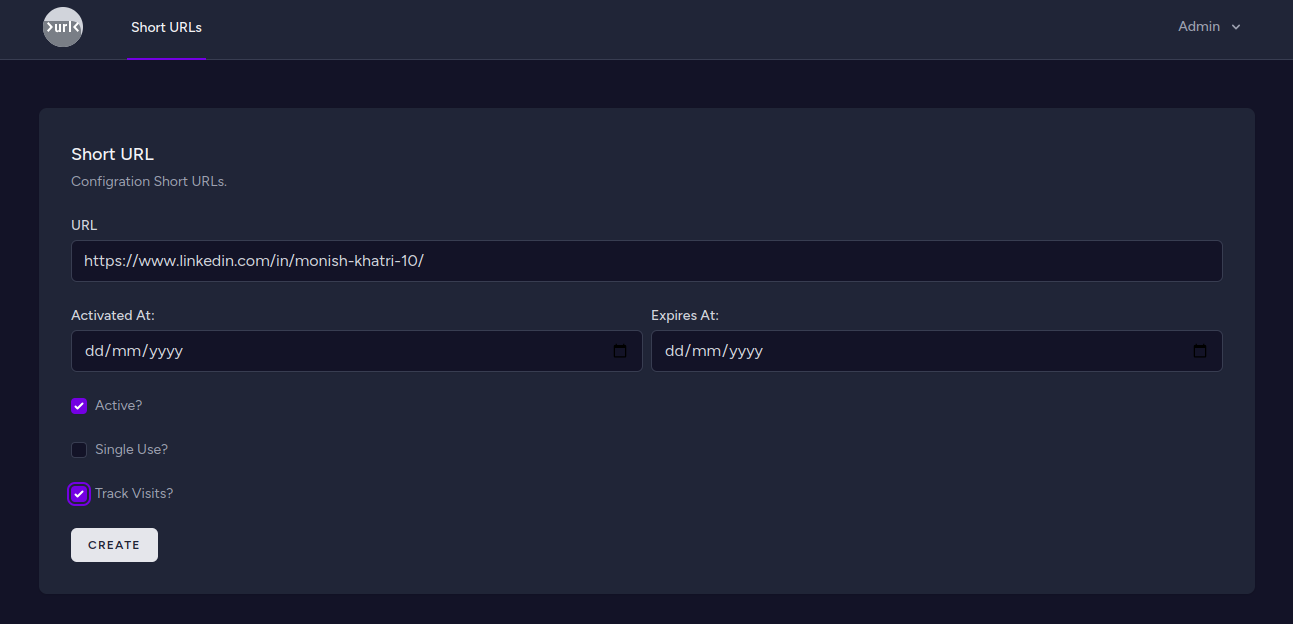 >url<
Short URLs
Admin
Short URL
Configration Short URLs.
URL
https://www.linkedin.com/in/monish-khatri-10/
Activated At: Expires At:
dd/mm/yyyy dd/mm/yyyy
Active?
Single Use?
Track Visits?
CREATE